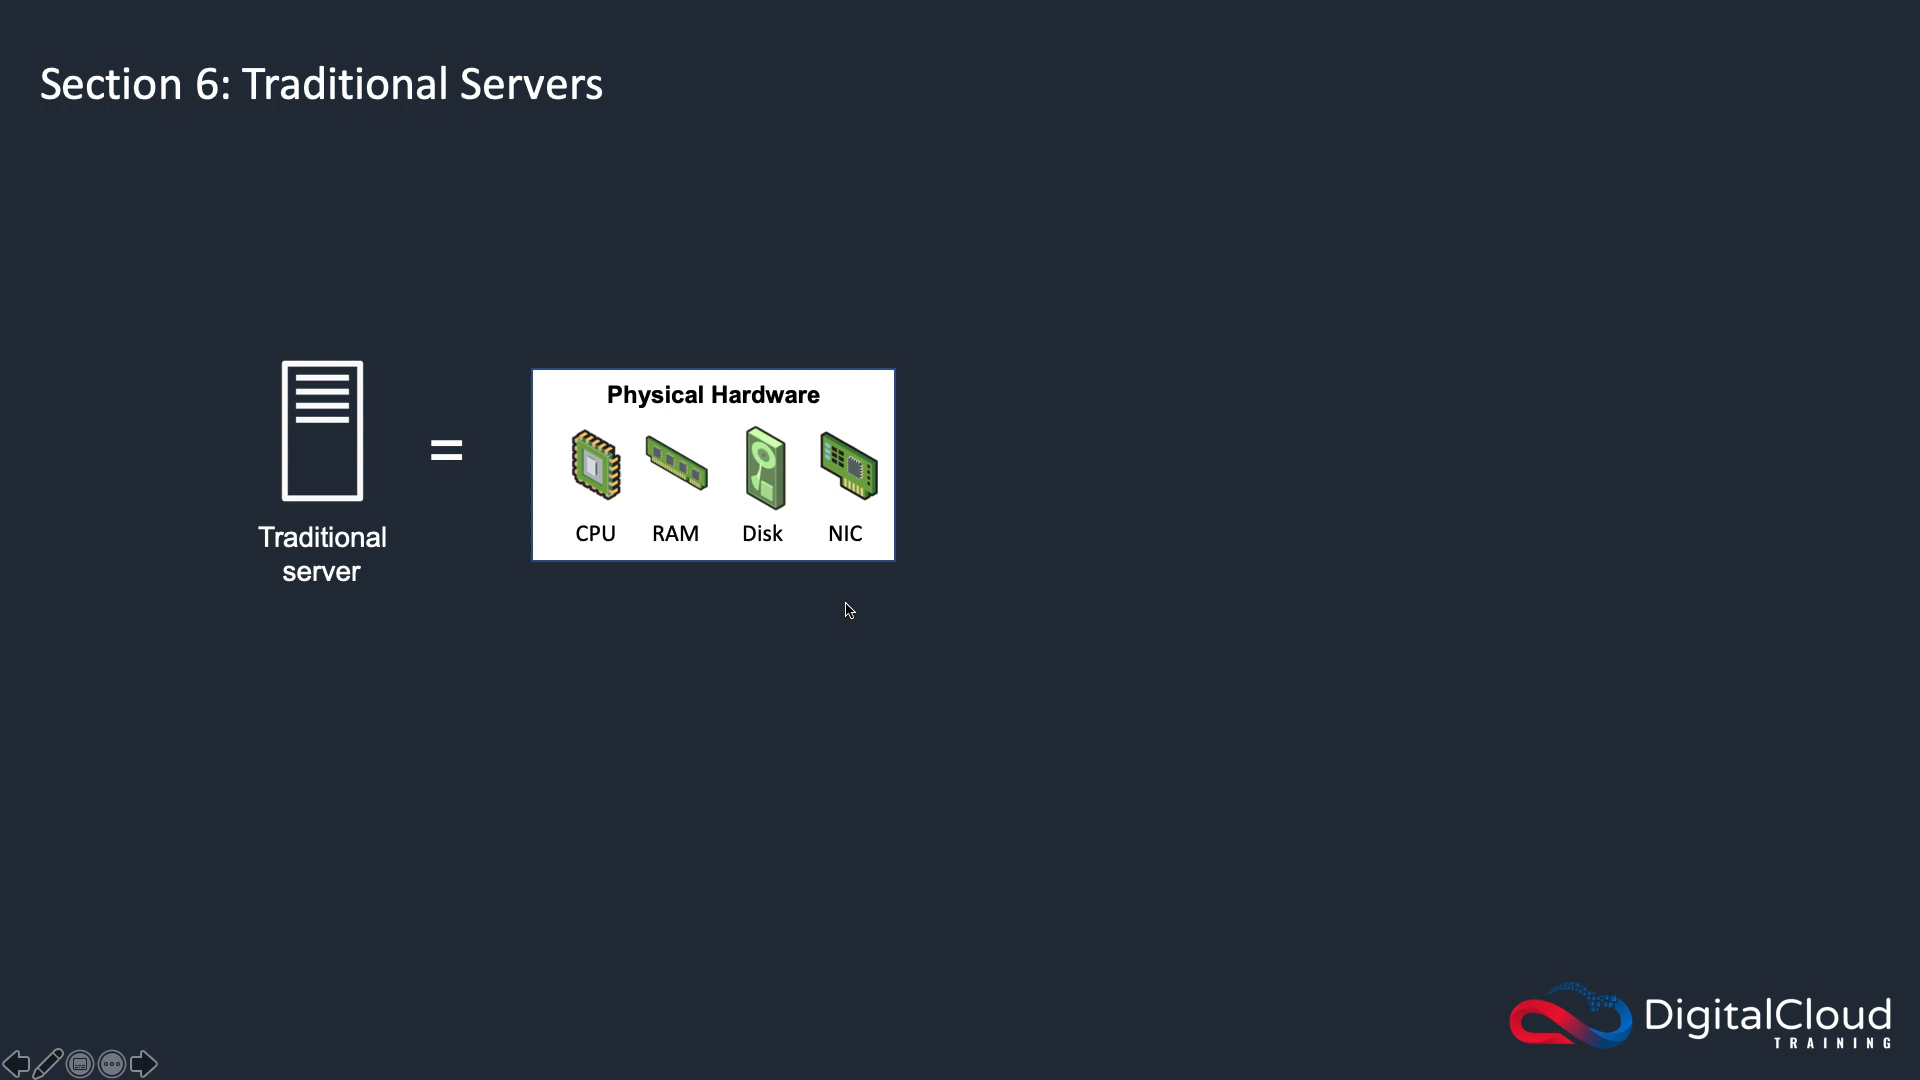 Section 6: Traditional Servers
Traditional
server
=
Physical Hardware
CPU RAM Disk NIC
DigitalCloud
TRAINING